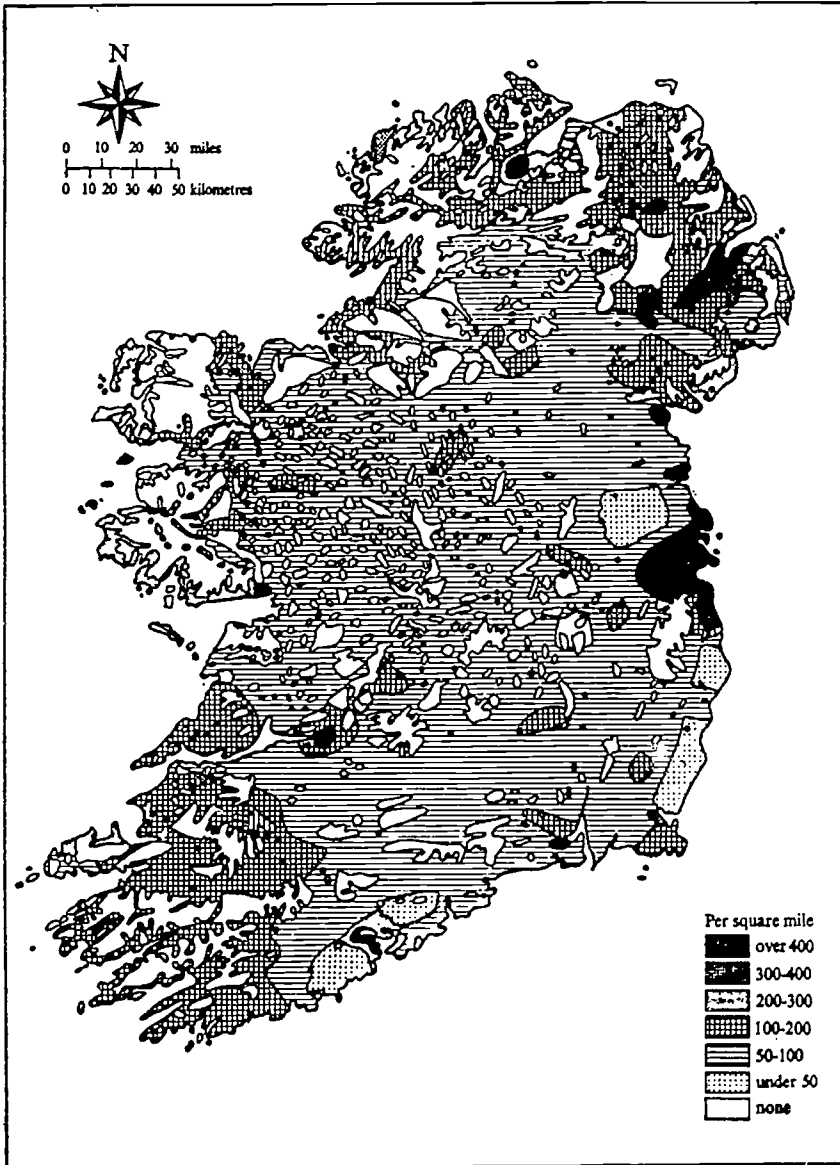 N
0 10 20 30 miles
0 10 20 30 40 50 kilometres
Per square mile
over 400
300-400
200-300
100-200
50-100
under 50
none